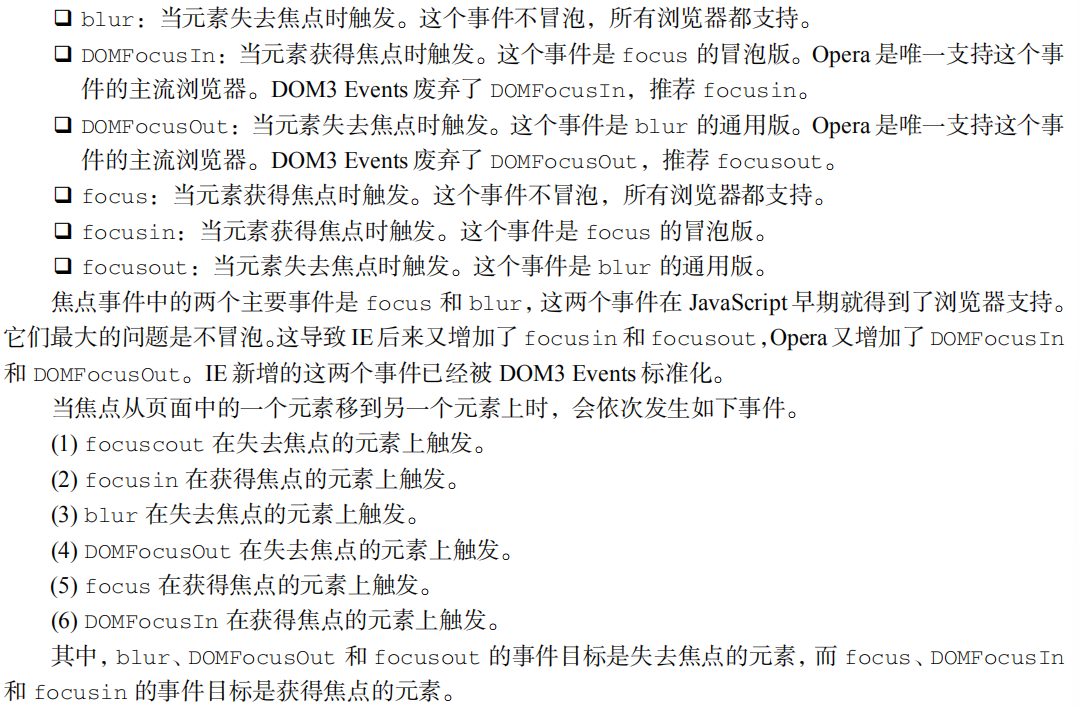 ❑ blur：当元素失去焦点时触发。这个事件不冒泡，所有浏览器都支持。
❑ DOMFocusIn：当元素获得焦点时触发。这个事件是 focus 的冒泡版。Opera 是唯一支持这个事
件的主流浏览器。DOM3 Events 废弃了 DOMFocusIn，推荐 focusin。
❑ DOMFocusOut：当元素失去焦点时触发。这个事件是 blur 的通用版。Opera 是唯一支持这个事
件的主流浏览器。DOM3 Events 废弃了 DOMFocusOut，推荐 focusout。
❑ focus：当元素获得焦点时触发。这个事件不冒泡，所有浏览器都支持。
❑ focusin：当元素获得焦点时触发。这个事件是 focus 的冒泡版。
❑ focusout：当元素失去焦点时触发。这个事件是 blur 的通用版。
焦点事件中的两个主要事件是 focus 和 blur，这两个事件在 JavaScript 早期就得到了浏览器支持。
它们最大的问题是不冒泡。这导致 IE 后来又增加了 focusin 和 focusout，Opera 又增加了 DOMFocusIn
和 DOMFocusOut。IE 新增的这两个事件已经被 DOM3 Events 标准化。
当焦点从页面中的一个元素移到另一个元素上时，会依次发生如下事件。
(1) focuscout 在失去焦点的元素上触发。
(2) focusin 在获得焦点的元素上触发。
(3) blur 在失去焦点的元素上触发。
(4) DOMFocusOut 在失去焦点的元素上触发。
(5) focus 在获得焦点的元素上触发。
(6) DOMFocusIn 在获得焦点的元素上触发。
其中，blur、DOMFocusOut 和 focusout 的事件目标是失去焦点的元素，而 focus、DOMFocusIn
和 focusin 的事件目标是获得焦点的元素。